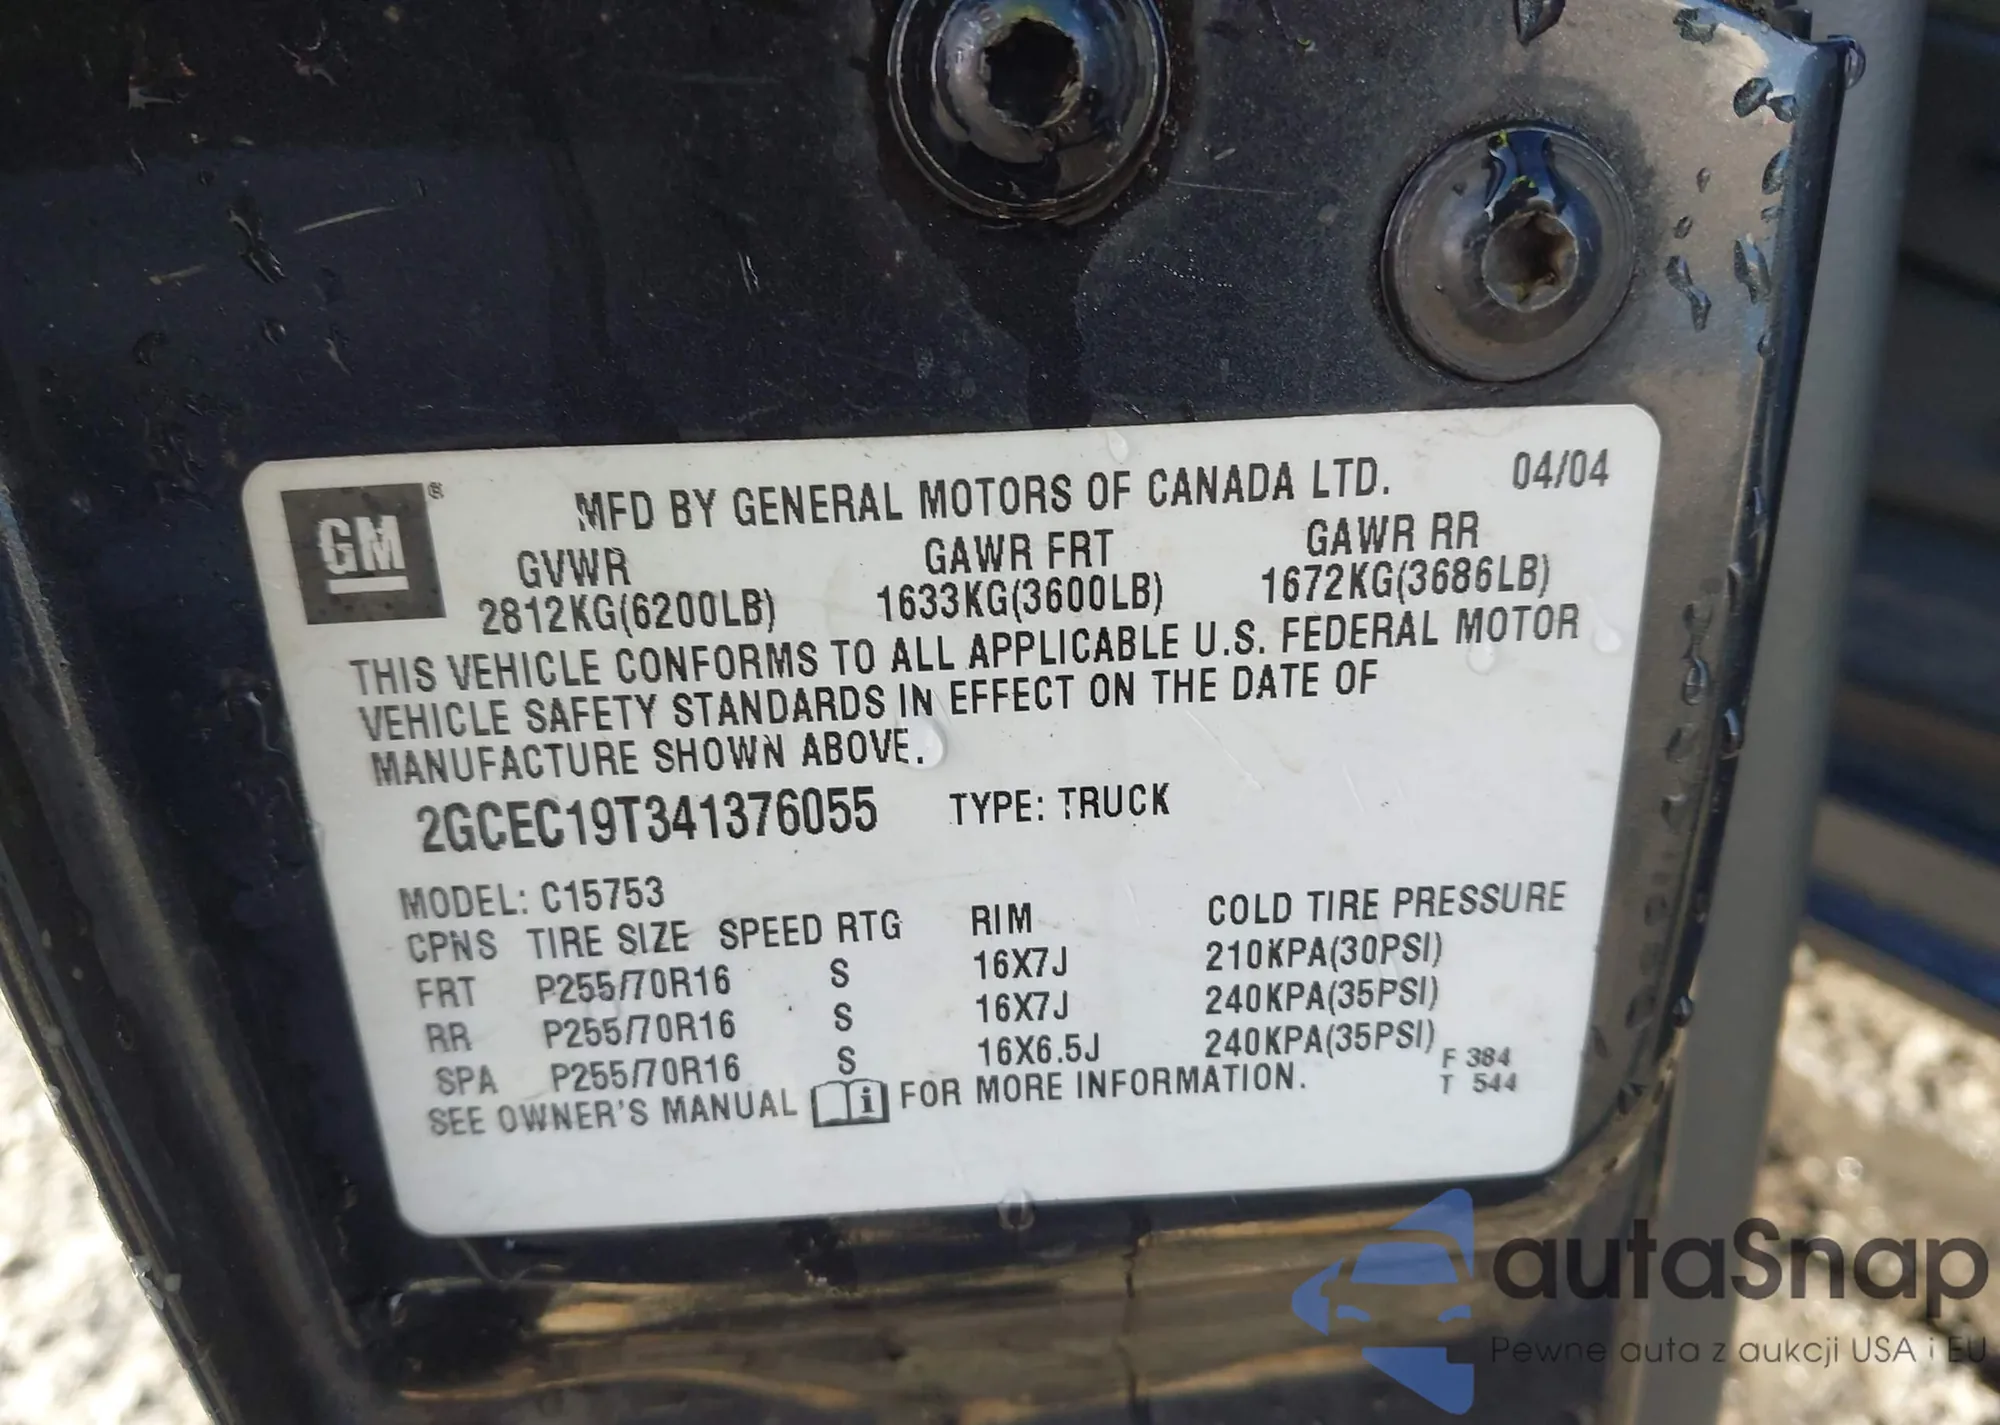 GM ®
MFD BY GENERAL MOTORS OF CANADA LTD. 04/04
GVWR GAWR FRT GAWR RR
2812KG(6200LB) 1633KG(3600LB) 1672KG(3686LB)
THIS VEHICLE CONFORMS TO ALL APPLICABLE U.S. FEDERAL MOTOR
VEHICLE SAFETY STANDARDS IN EFFECT ON THE DATE OF
MANUFACTURE SHOWN ABOVE.
2GCEC19T341376055 TYPE: TRUCK
MODEL: C15753
CPNS TIRE SIZE SPEED RTG RIM COLD TIRE PRESSURE
FRT P255/70R16 S 16X7J 210KPA(30PSI)
RR P255/70R16 S 16X7J 240KPA(35PSI)
SPA P255/70R16 S 16X6.5J 240KPA(35PSI)
SEE OWNER'S MANUAL i FOR MORE INFORMATION.
F 384
T 544
autaSnap
Pewne auta z aukcji USA i EU